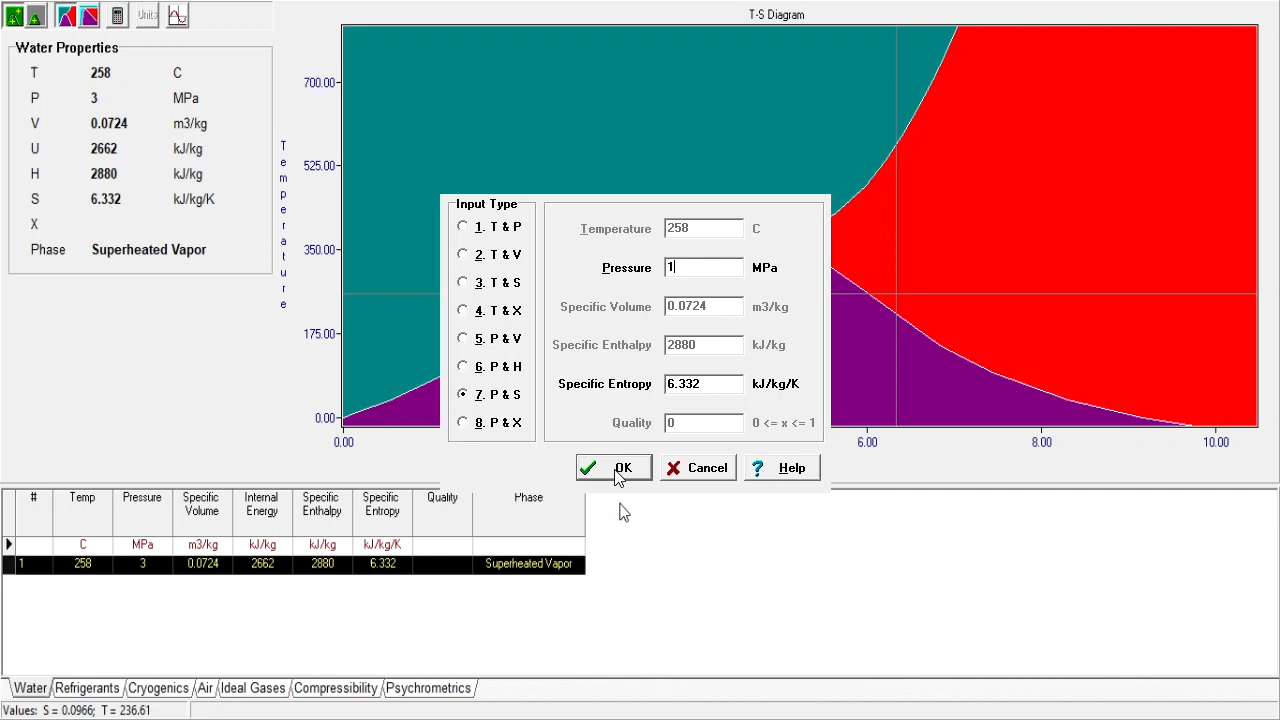 Units
T-S Diagram
Water Properties
T 258 C
P 3 MPa
V 0.0724 m3/kg
U 2662 kJ/kg
H 2880 kJ/kg
S 6.332 kJ/kg/K
X
Phase Superheated Vapor
Temperature
700.00
525.00
350.00
175.00
0.00
0.00 6.00 8.00 10.00
Input Type
1. T & P
2. T & V
3. T & S
4. T & X
5. P & V
6. P & H
7. P & S
8. P & X
Temperature 258 C
Pressure 1 MPa
Specific Volume 0.0724 m3/kg
Specific Enthalpy 2880 kJ/kg
Specific Entropy 6.332 kJ/kg/K
Quality 0 0 <= x <= 1
OK Cancel ? Help
# Temp Pressure Specific Volume Internal Energy Specific Enthalpy Specific Entropy Quality Phase
C MPa m3/kg kJ/kg kJ/kg kJ/kg/K
1 258 3 0.0724 2662 2880 6.332 Superheated Vapor
Water Refrigerants Cryogenics Air Ideal Gases Compressibility Psychrometrics
Values: S = 0.0966; T = 236.61